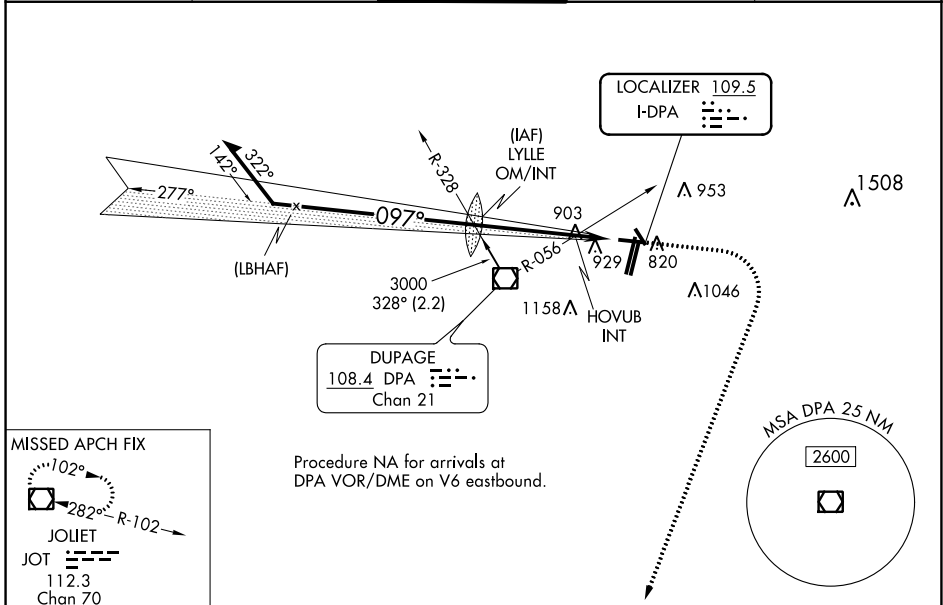 LOCALIZER 109.5
I-DPA
(IAF)
LYLLE
OM/INT
R-328
322°
142°
277°
097°
(LBHAF)
903
953
1508
R-056
929
820
3000
328° (2.2)
1158
HOVUB
INT
1046
DUPAGE
108.4 DPA
Chan 21
MSA DPA 25 NM
2600
Procedure NA for arrivals at
DPA VOR/DME on V6 eastbound.
MISSED APCH FIX
102°
282°
R-102
JOLIET
JOT
112.3
Chan 70